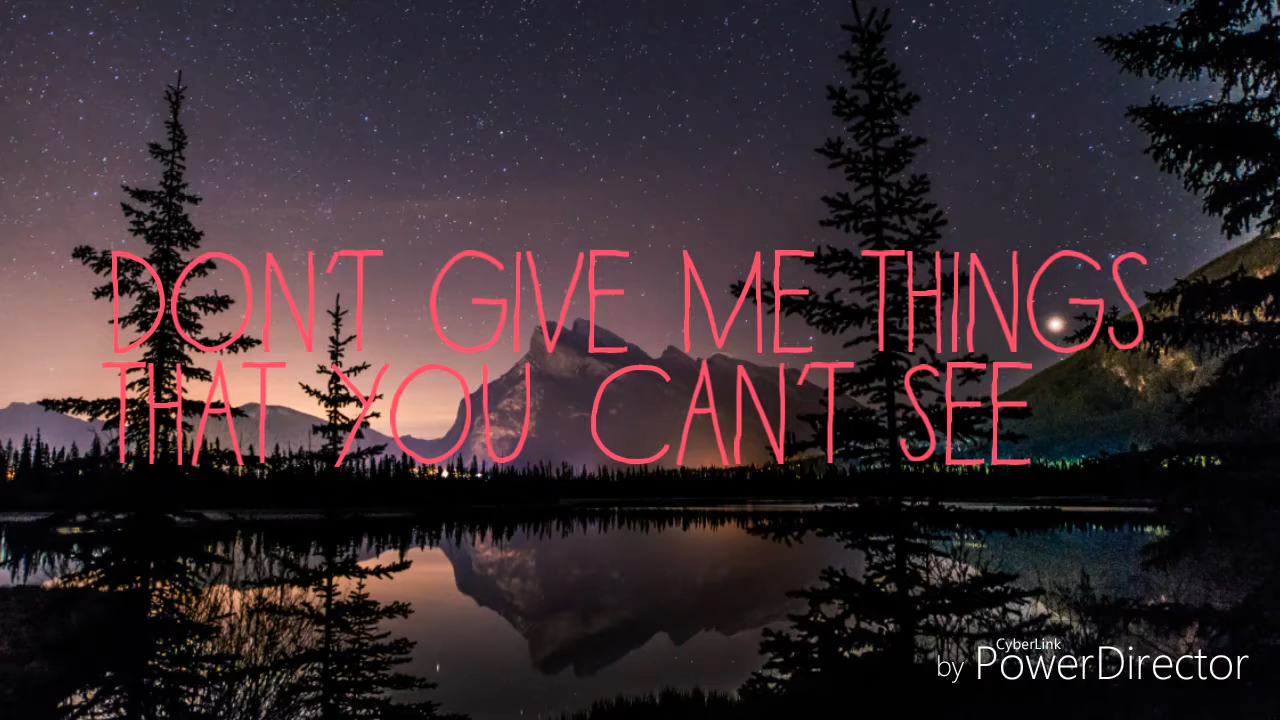 DON'T GIVE ME THINGS
THAT YOU CAN'T SEE
CyberLink
by PowerDirector